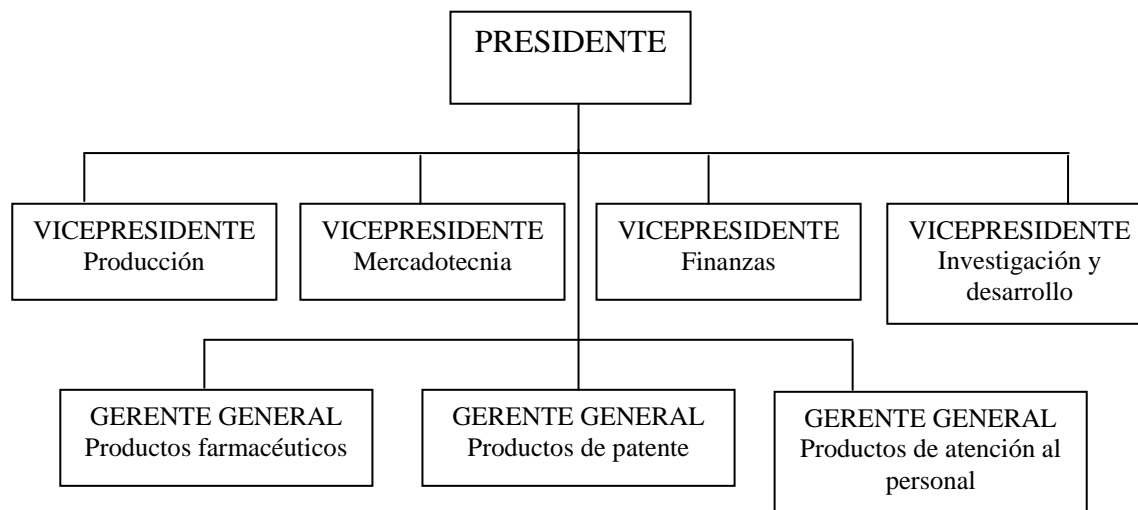 PRESIDENTE
VICEPRESIDENTE
Producción
VICEPRESIDENTE
Mercadotecnia
VICEPRESIDENTE
Finanzas
VICEPRESIDENTE
Investigación y
desarrollo
GERENTE GENERAL
Productos farmacéuticos
GERENTE GENERAL
Productos de patente
GERENTE GENERAL
Productos de atención al
personal